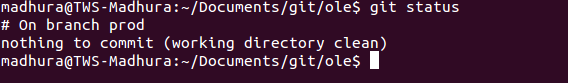 madhura@TWS-Madhura:~/Documents/git/ole$ git status
# On branch prod
nothing to commit (working directory clean)
madhura@TWS-Madhura:~/Documents/git/ole$